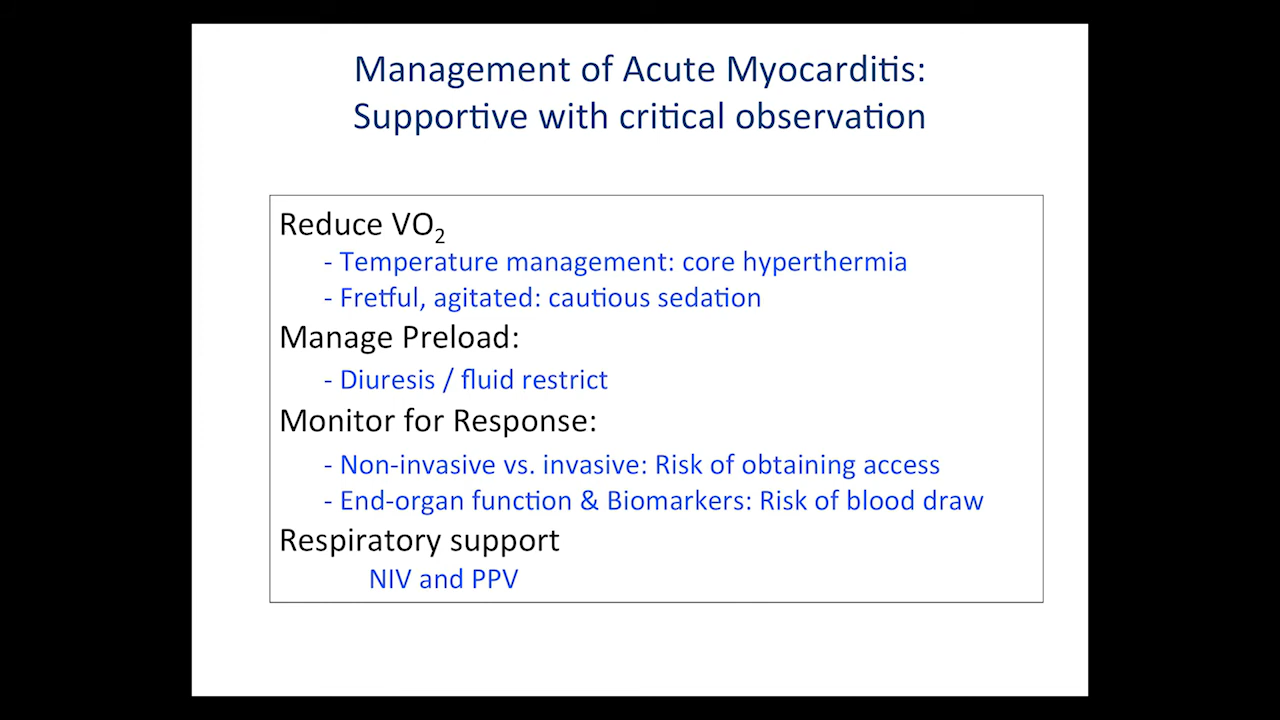 Management of Acute Myocarditis:
Supportive with critical observation
Reduce VO2
- Temperature management: core hyperthermia
- Fretful, agitated: cautious sedation
Manage Preload:
- Diuresis / fluid restrict
Monitor for Response:
- Non-invasive vs. invasive: Risk of obtaining access
- End-organ function & Biomarkers: Risk of blood draw
Respiratory support
NIV and PPV